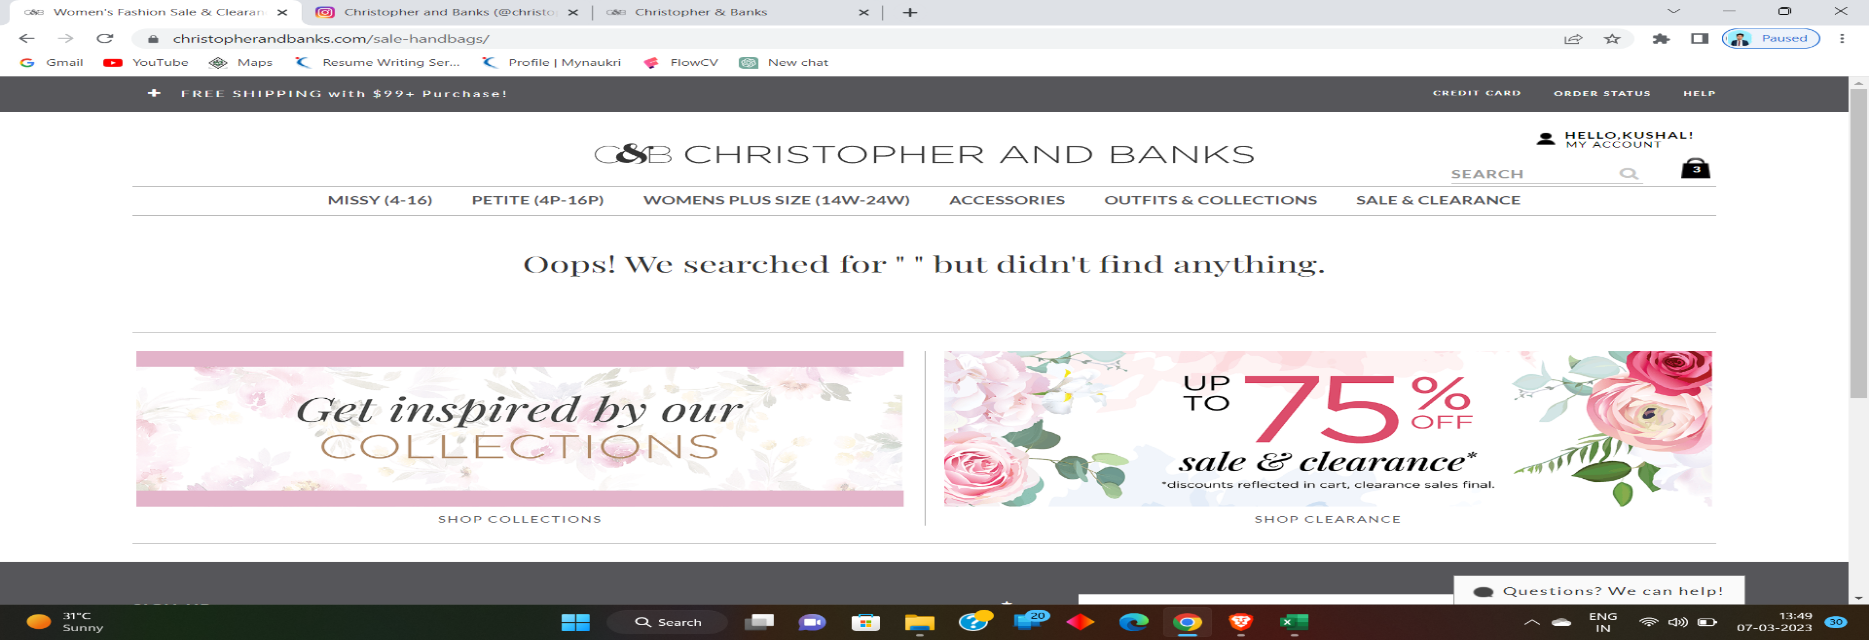 C&B Women's Fashion Sale & Clearan
Christopher and Banks (@christo
C&B Christopher & Banks
christopherandbanks.com/sale-handbags/
Paused
Gmail
YouTube
Maps
Resume Writing Ser...
Profile | Mynaukri
FlowCV
New chat
+ FREE SHIPPING with $99+ Purchase!
CREDIT CARD
ORDER STATUS
HELP
HELLO,KUSHAL!
MY ACCOUNT
C&B CHRISTOPHER AND BANKS
SEARCH
3
MISSY (4-16)
PETITE (4P-16P)
WOMENS PLUS SIZE (14W-24W)
ACCESSORIES
OUTFITS & COLLECTIONS
SALE & CLEARANCE
Oops! We searched for " " but didn't find anything.
Get inspired by our
COLLECTIONS
SHOP COLLECTIONS
UP TO 75% OFF
sale & clearance*
*discounts reflected in cart, clearance sales final.
SHOP CLEARANCE
Questions? We can help!
31°C
Sunny
Search
20
ENG
IN
13:49
07-03-2023
30